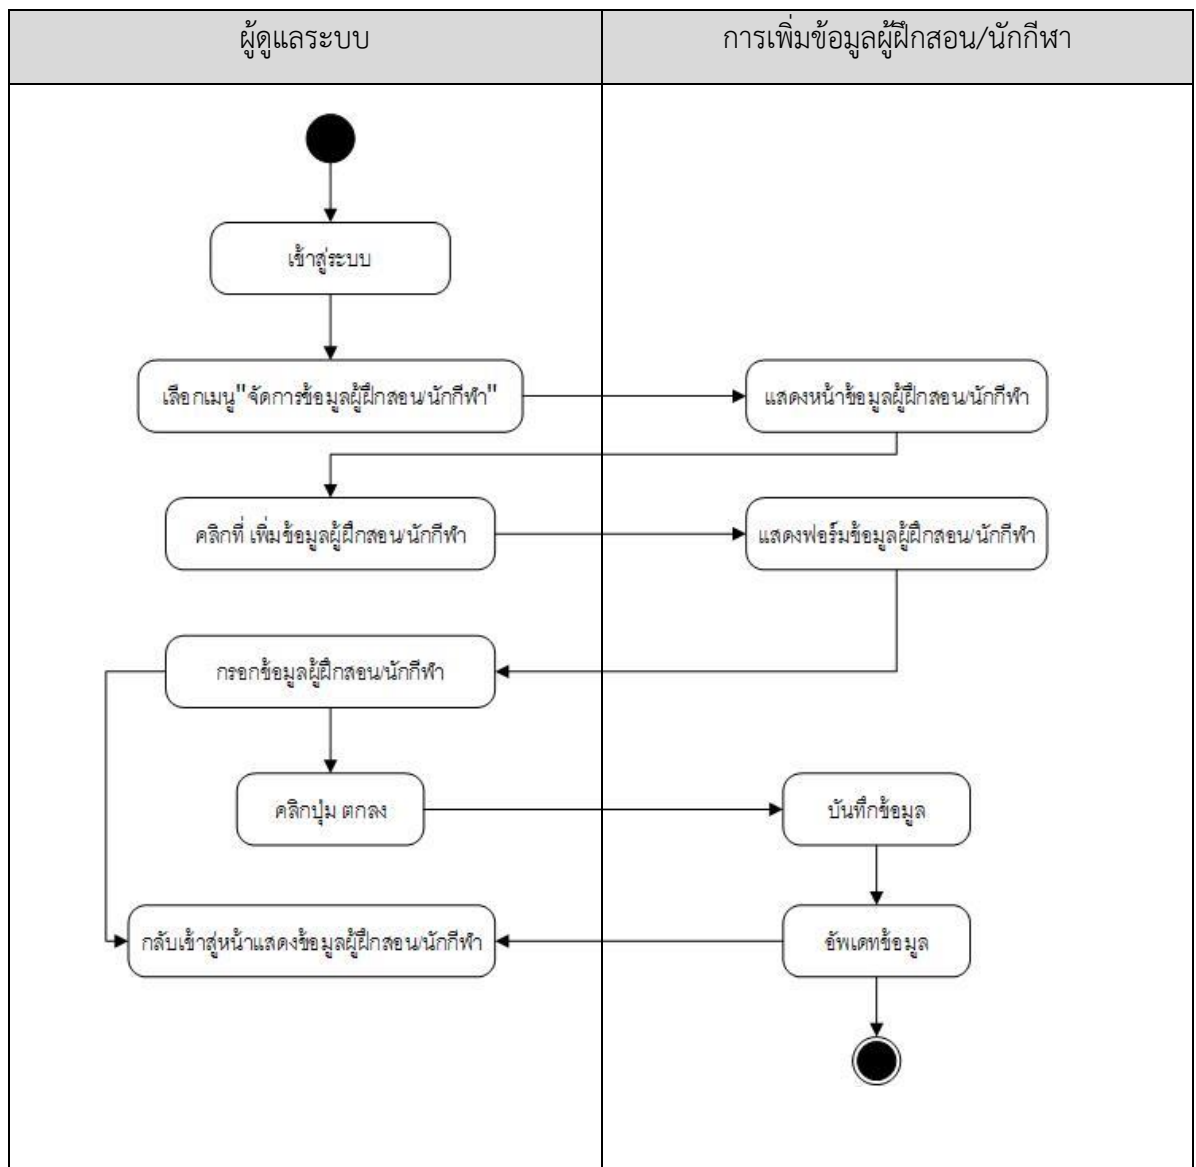 ผู้ดูแลระบบ
การเพิ่มข้อมูลผู้ฝึกสอน/นักกีฬา
เข้าสู่ระบบ
เลือกเมนู"จัดการข้อมูลผู้ฝึกสอน/นักกีฬา"
แสดงหน้าข้อมูลผู้ฝึกสอน/นักกีฬา
คลิกที่ เพิ่มข้อมูลผู้ฝึกสอน/นักกีฬา
แสดงฟอร์มข้อมูลผู้ฝึกสอน/นักกีฬา
กรอกข้อมูลผู้ฝึกสอน/นักกีฬา
คลิกปุ่ม ตกลง
บันทึกข้อมูล
กลับเข้าสู่หน้าแสดงข้อมูลผู้ฝึกสอน/นักกีฬา
อัพเดทข้อมูล